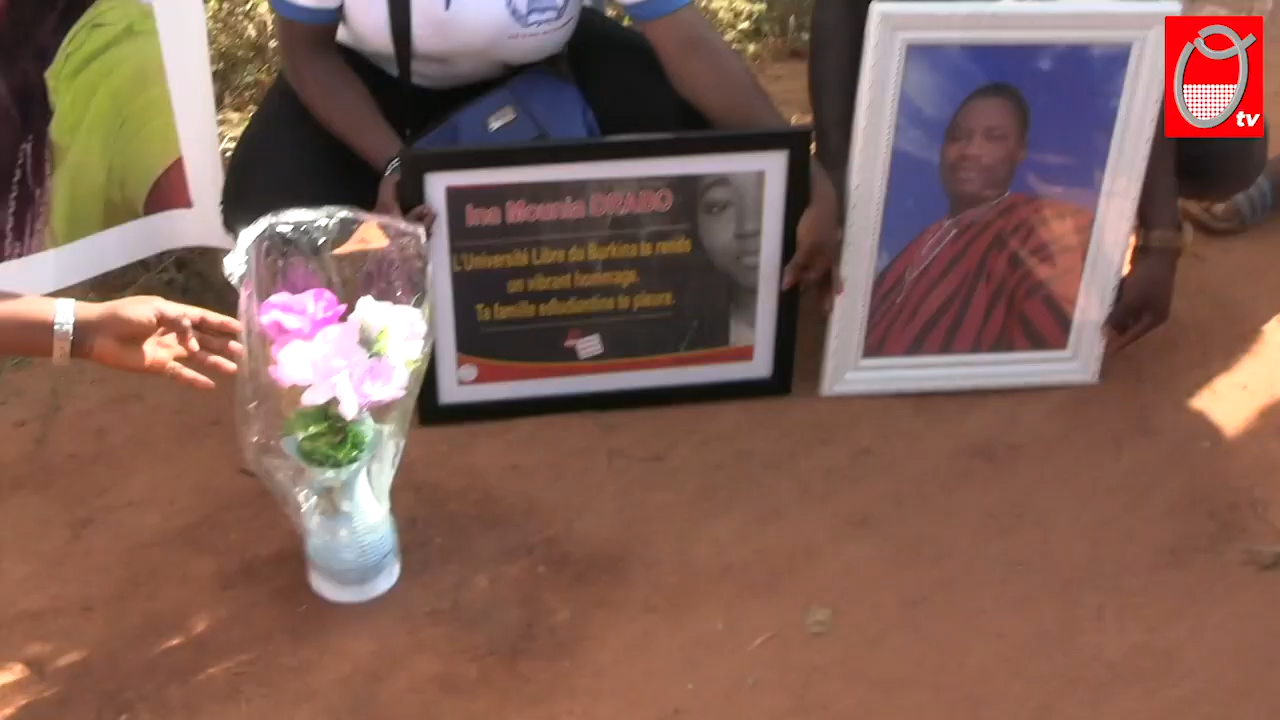 Ina Mounia DRABO
L'Université Libre du Burkina te rends
un vibrant hommage.
Ta famille estudiantine te pleure.
tv